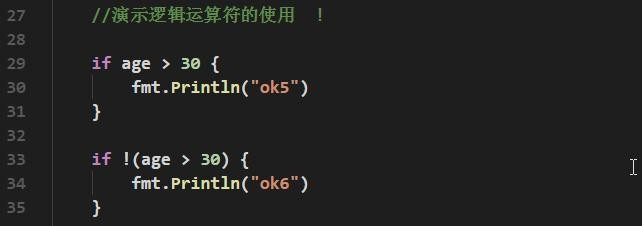 27 //演示逻辑运算符的使用 ！
28
29 if age > 30 {
30 fmt.Println("ok5")
31 }
32
33 if !(age > 30) {
34 fmt.Println("ok6")
35 }